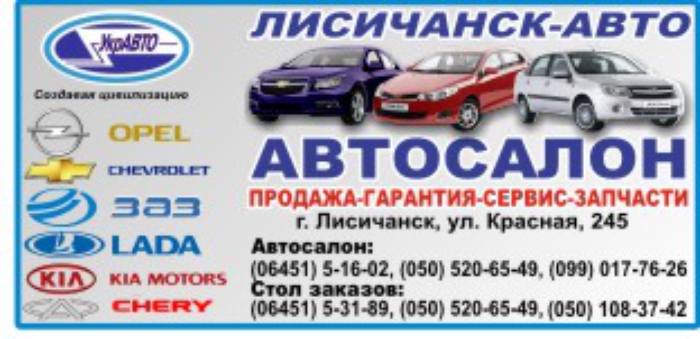 УкрАВТО
Создавая цивилизацию
OPEL
CHEVROLET
ЗАЗ
LADA
KIA KIA MOTORS
CHERY
ЛИСИЧАНСК-АВТО
АВТОСАЛОН
ПРОДАЖА-ГАРАНТИЯ-СЕРВИС-ЗАПЧАСТИ
г. Лисичанск, ул. Красная, 245
Автосалон:
(06451) 5-16-02, (050) 520-65-49, (099) 017-76-26
Стол заказов:
(06451) 5-31-89, (050) 520-65-49, (050) 108-37-42